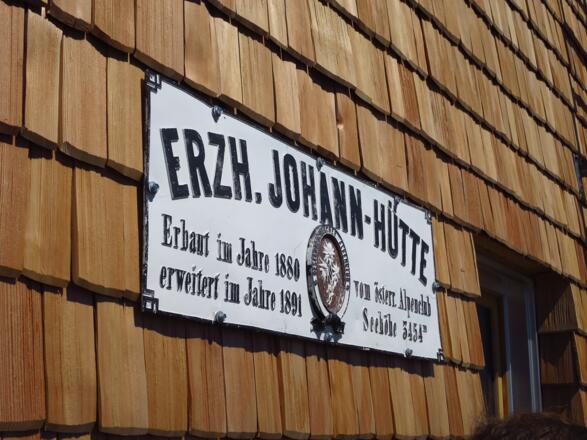 ERZH. JOHANN-HÜTTE
Erbaut im Jahre 1880
erweitert im Jahre 1891
vom österr. Alpenclub
Seehöhe 3454m